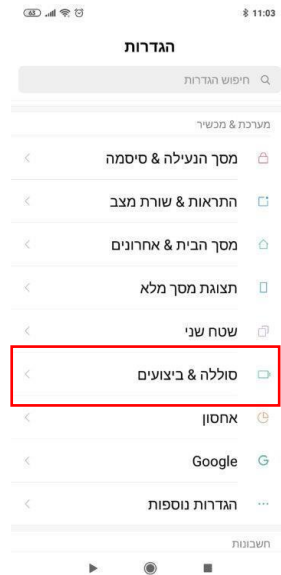 63 11:03
הגדרות
חיפוש הגדרות
מערכת & מכשיר
מסך הנעילה & סיסמה
התראות & שורת מצב
מסך הבית & אחרונים
תצוגת מסך מלא
שטח שני
סוללה & ביצועים
אחסון
Google
הגדרות נוספות
חשבונות